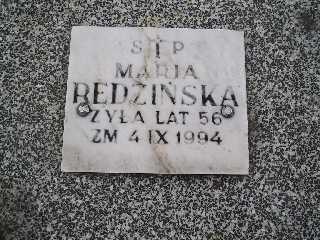 S†P
MARIA
BĘDZIŃSKA
ŻYŁA LAT 56
ZM 4 IX 1994